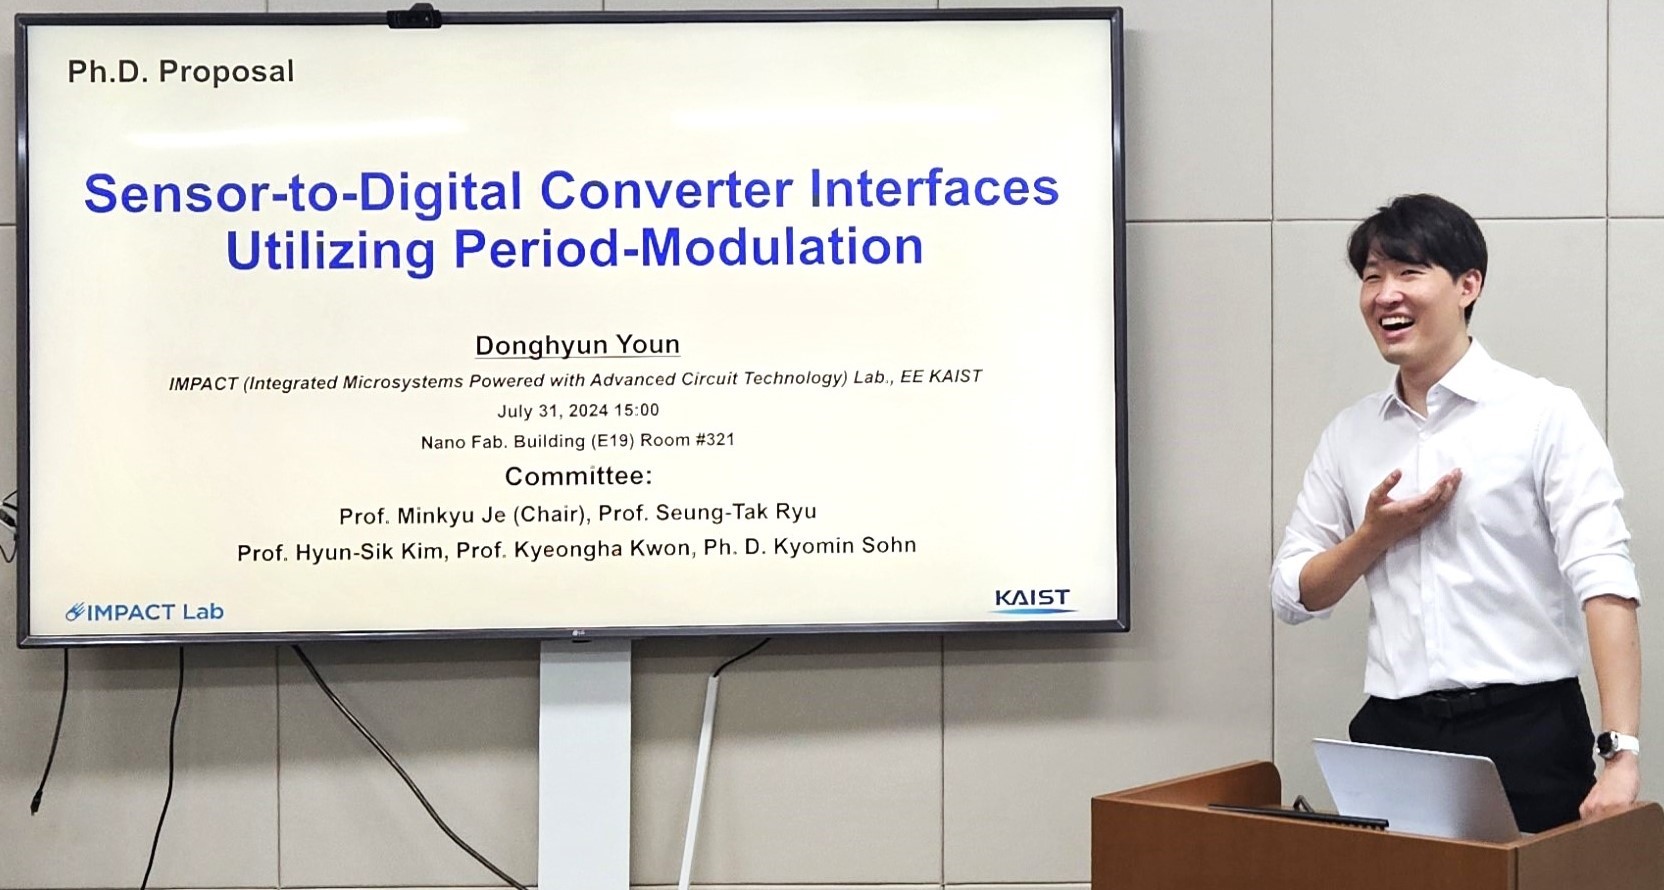 Ph.D. Proposal
Sensor-to-Digital Converter Interfaces
Utilizing Period-Modulation
Donghyun Youn
IMPACT (Integrated Microsystems Powered with Advanced Circuit Technology) Lab., EE KAIST
July 31, 2024 15:00
Nano Fab. Building (E19) Room #321
Committee:
Prof. Minkyu Je (Chair), Prof. Seung-Tak Ryu
Prof. Hyun-Sik Kim, Prof. Kyeongha Kwon, Ph. D. Kyomin Sohn
IMPACT Lab
KAIST
LG